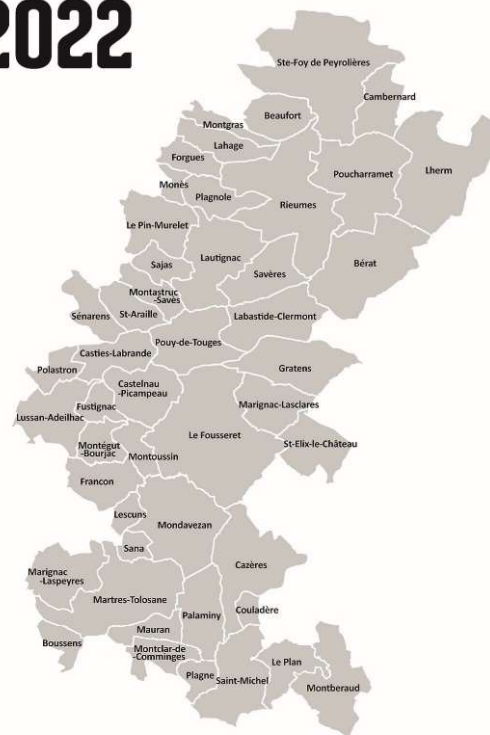 2022
Ste-Foy de Peyrolières
Cambernard
Beaufort
Montgras
Lahage
Forgues
Poucharramet
Lherm
Monès
Plagnole
Rieumes
Le Pin-Murelet
Lautignac
Bérat
Sajas
Savères
Montastruc
-Savès
Sénarens
St-Araille
Labastide-Clermont
Pouy-de-Touges
Casties-Labrande
Gratens
Polastron
Castelnau
-Picampeau
Fustignac
Marignac-Lasclares
Lussan-Adeilhac
Le Fousseret
St-Elix-le-Château
Montégut
-Bourjac
Montoussin
Francon
Lescuns
Mondavezan
Sana
Cazères
Marignac
-Laspeyres
Martres-Tolosane
Couladère
Palaminy
Mauran
Boussens
Montclar-de
-Comminges
Le Plan
Plagne
Saint-Michel
Montberaud